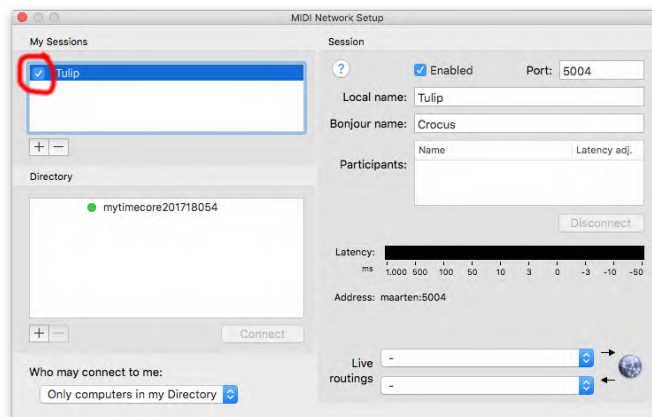 MIDI Network Setup
My Sessions
Tulip
+ −
Directory
mytimecore201718054
+ −
Connect
Who may connect to me:
Only computers in my Directory
Session
?
Enabled
Port: 5004
Local name: Tulip
Bonjour name: Crocus
Participants:
Name Latency adj.
Disconnect
Latency:
ms 1.000 500 100 50 10 3 0 -3 -10 -50
Address: maarten:5004
Live routings
-
-